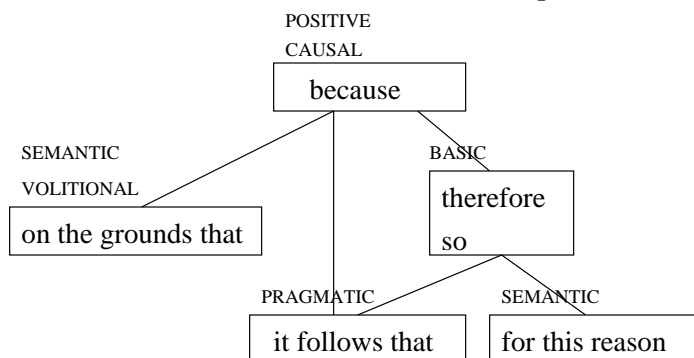 POSITIVE
CAUSAL
because
SEMANTIC
VOLITIONAL
on the grounds that
BASIC
therefore
so
PRAGMATIC
it follows that
SEMANTIC
for this reason